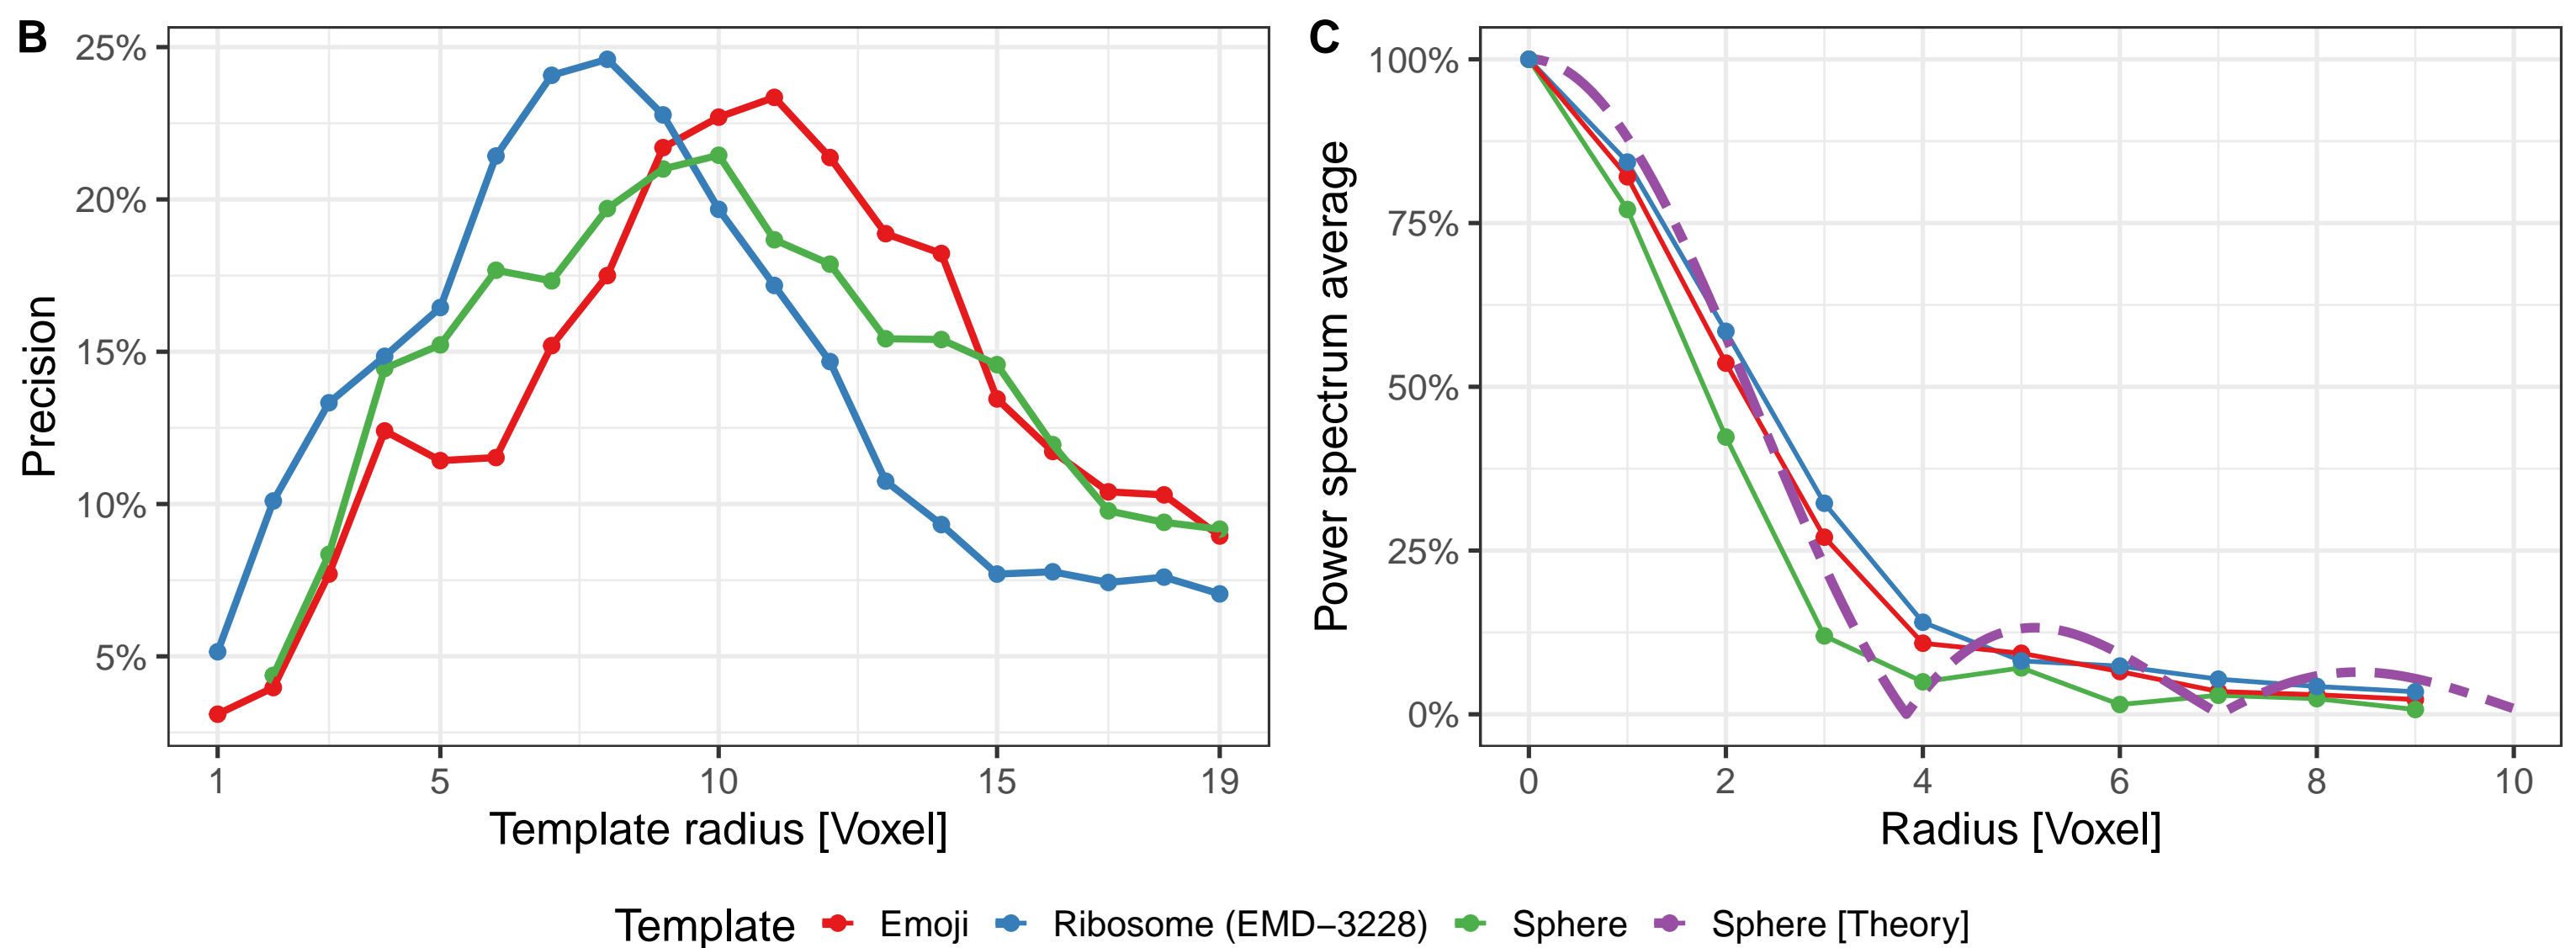 B
25%
20%
15%
10%
5%
Precision
1 5 10 15 19
Template radius [Voxel]
C
100%
75%
50%
25%
0%
Power spectrum average
0 2 4 6 8 10
Radius [Voxel]
Template Emoji Ribosome (EMD−3228) Sphere Sphere [Theory]